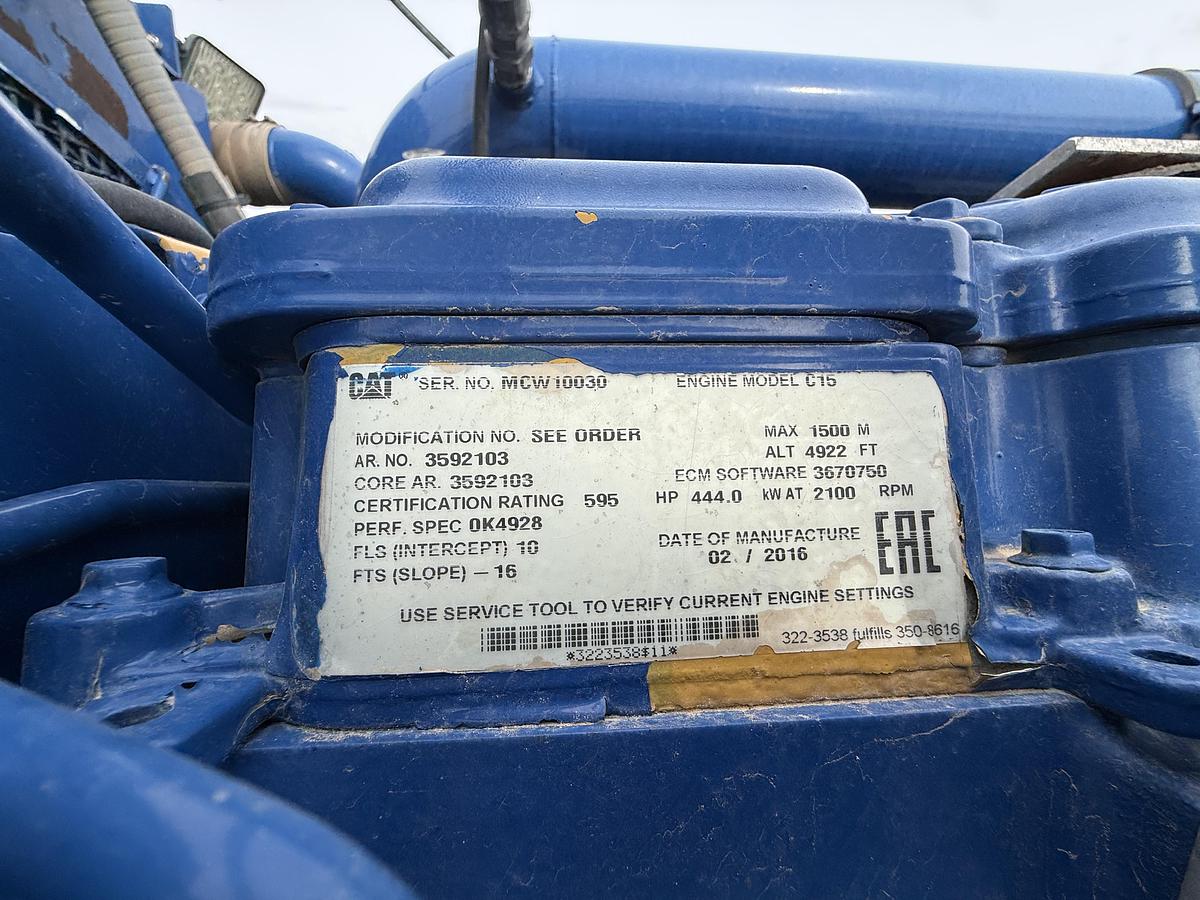 CAT SER. NO. MCW10030 ENGINE MODEL C15
MODIFICATION NO. SEE ORDER MAX 1500 M
AR. NO. 3592103 ALT 4922 FT
CORE AR. 3592103 ECM SOFTWARE 3670750
CERTIFICATION RATING 595 HP 444.0 kW AT 2100 RPM
PERF. SPEC 0K4928
FLS (INTERCEPT) 10 DATE OF MANUFACTURE
FTS (SLOPE) – 16 02 / 2016
EAC
USE SERVICE TOOL TO VERIFY CURRENT ENGINE SETTINGS
322-3538 fulfills 350-8616
*3223538$11*